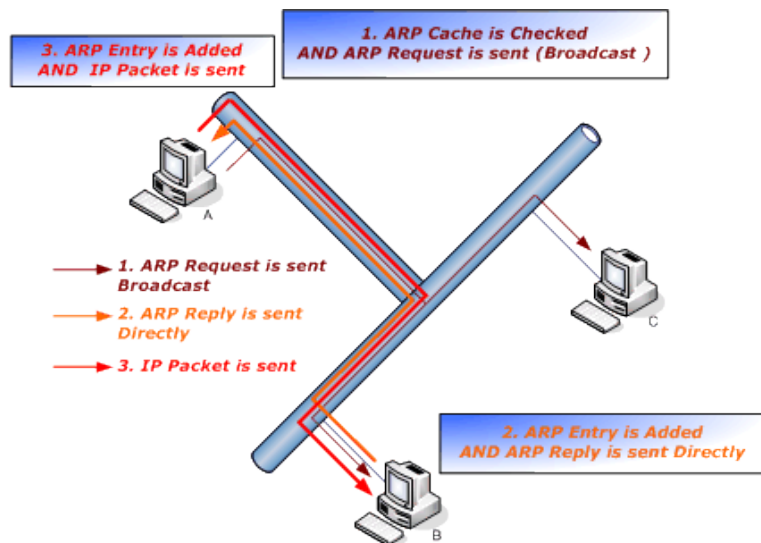 3. ARP Entry is Added
AND IP Packet is sent
1. ARP Cache is Checked
AND ARP Request is sent (Broadcast )
A
1. ARP Request is sent
Broadcast
2. ARP Reply is sent
Directly
3. IP Packet is sent
C
2. ARP Entry is Added
AND ARP Reply is sent Directly
B